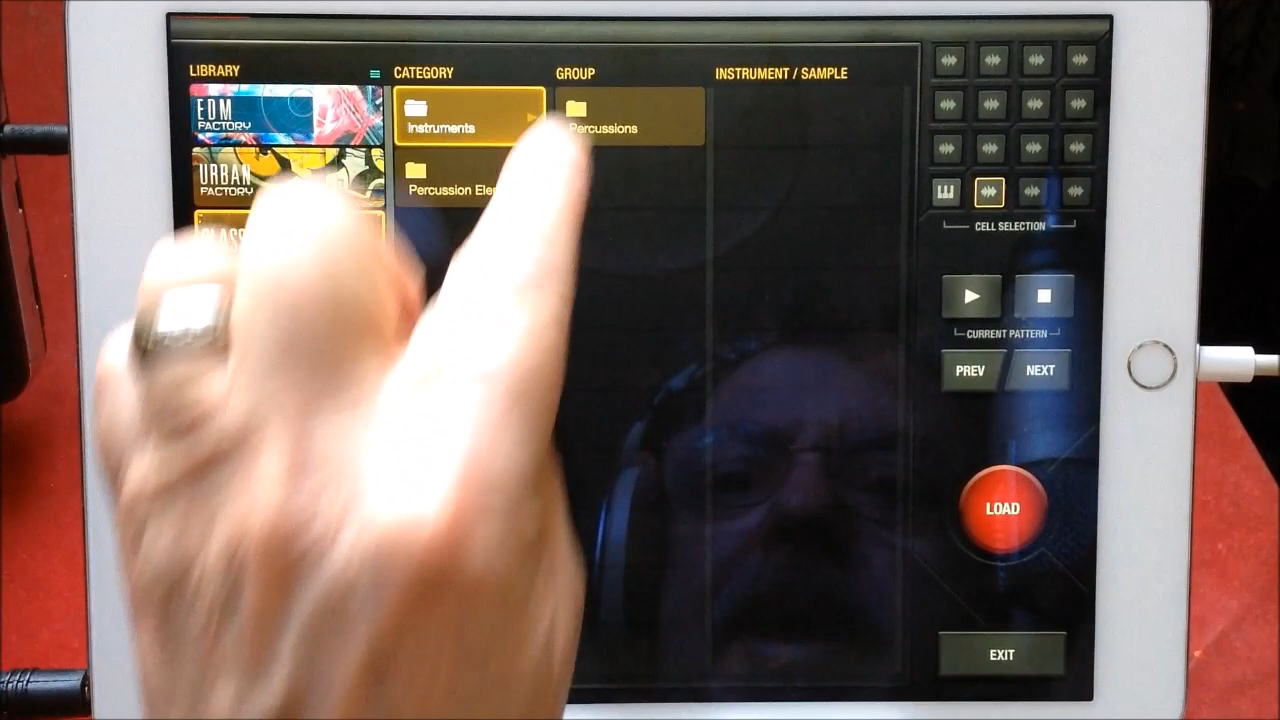 LIBRARY
CATEGORY
GROUP
INSTRUMENT / SAMPLE
EDM
FACTORY
Instruments
Percussions
URBAN
FACTORY
Percussion
CELL SELECTION
CURRENT PATTERN
PREV
NEXT
LOAD
EXIT